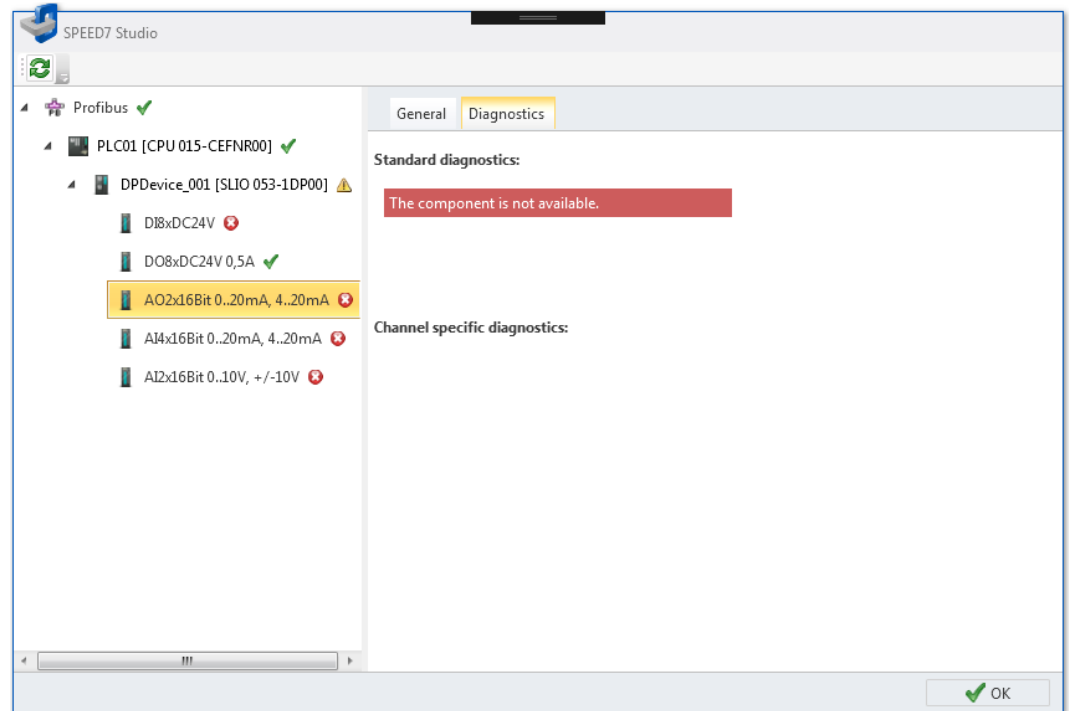 SPEED7 Studio
Profibus
PLC01 [CPU 015-CEFNR00]
DPDevice_001 [SLIO 053-1DP00]
DI8xDC24V
DO8xDC24V 0,5A
AO2x16Bit 0..20mA, 4..20mA
AI4x16Bit 0..20mA, 4..20mA
AI2x16Bit 0..10V, +/-10V
General
Diagnostics
Standard diagnostics:
The component is not available.
Channel specific diagnostics:
OK